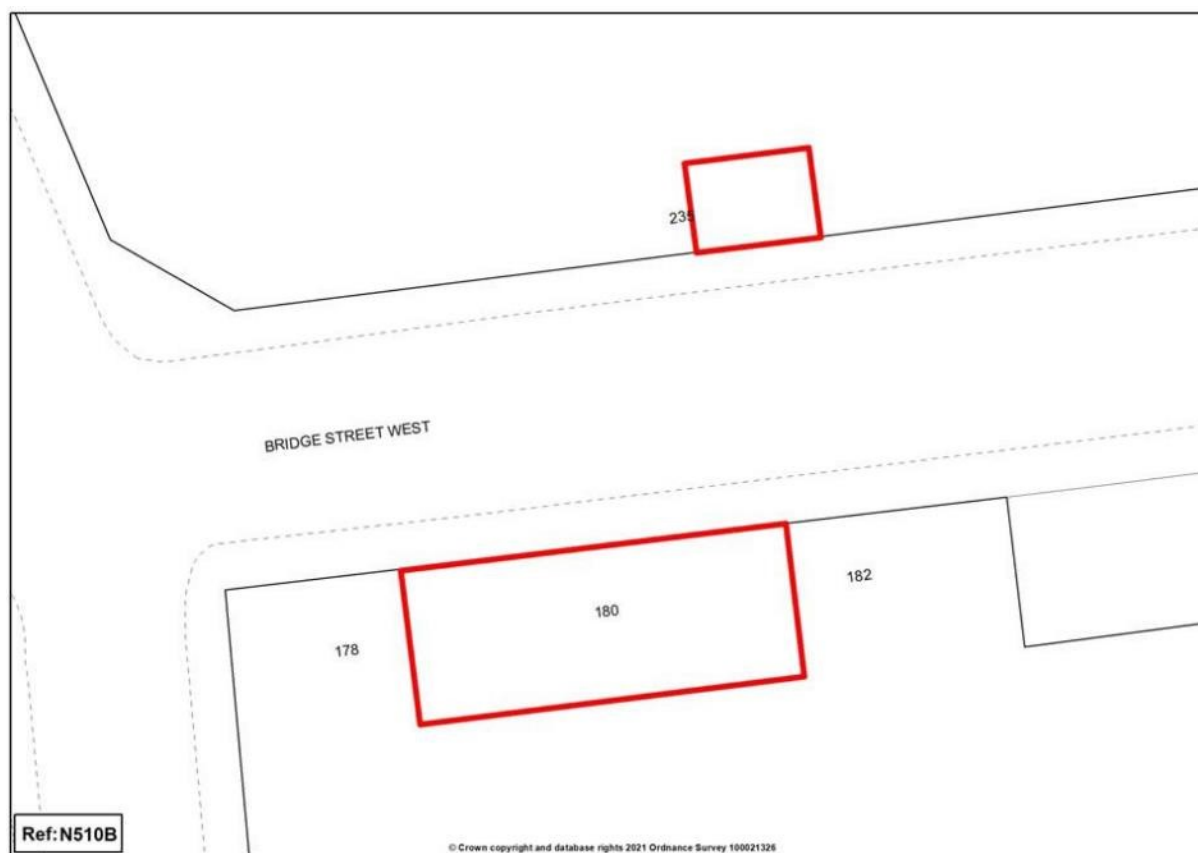 235
BRIDGE STREET WEST
182
180
178
Ref:N510B
© Crown copyright and database rights 2021 Ordnance Survey 100021326